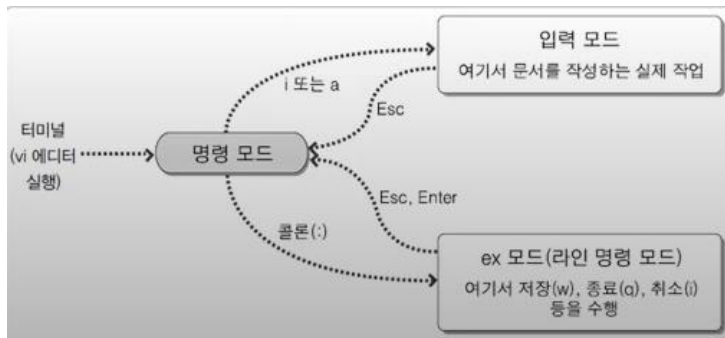 입력 모드
여기서 문서를 작성하는 실제 작업
i 또는 a
Esc
터미널
(vi 에디터
실행)
명령 모드
Esc, Enter
콜론(:)
ex 모드(라인 명령 모드)
여기서 저장(w), 종료(q), 취소(i)
등을 수행